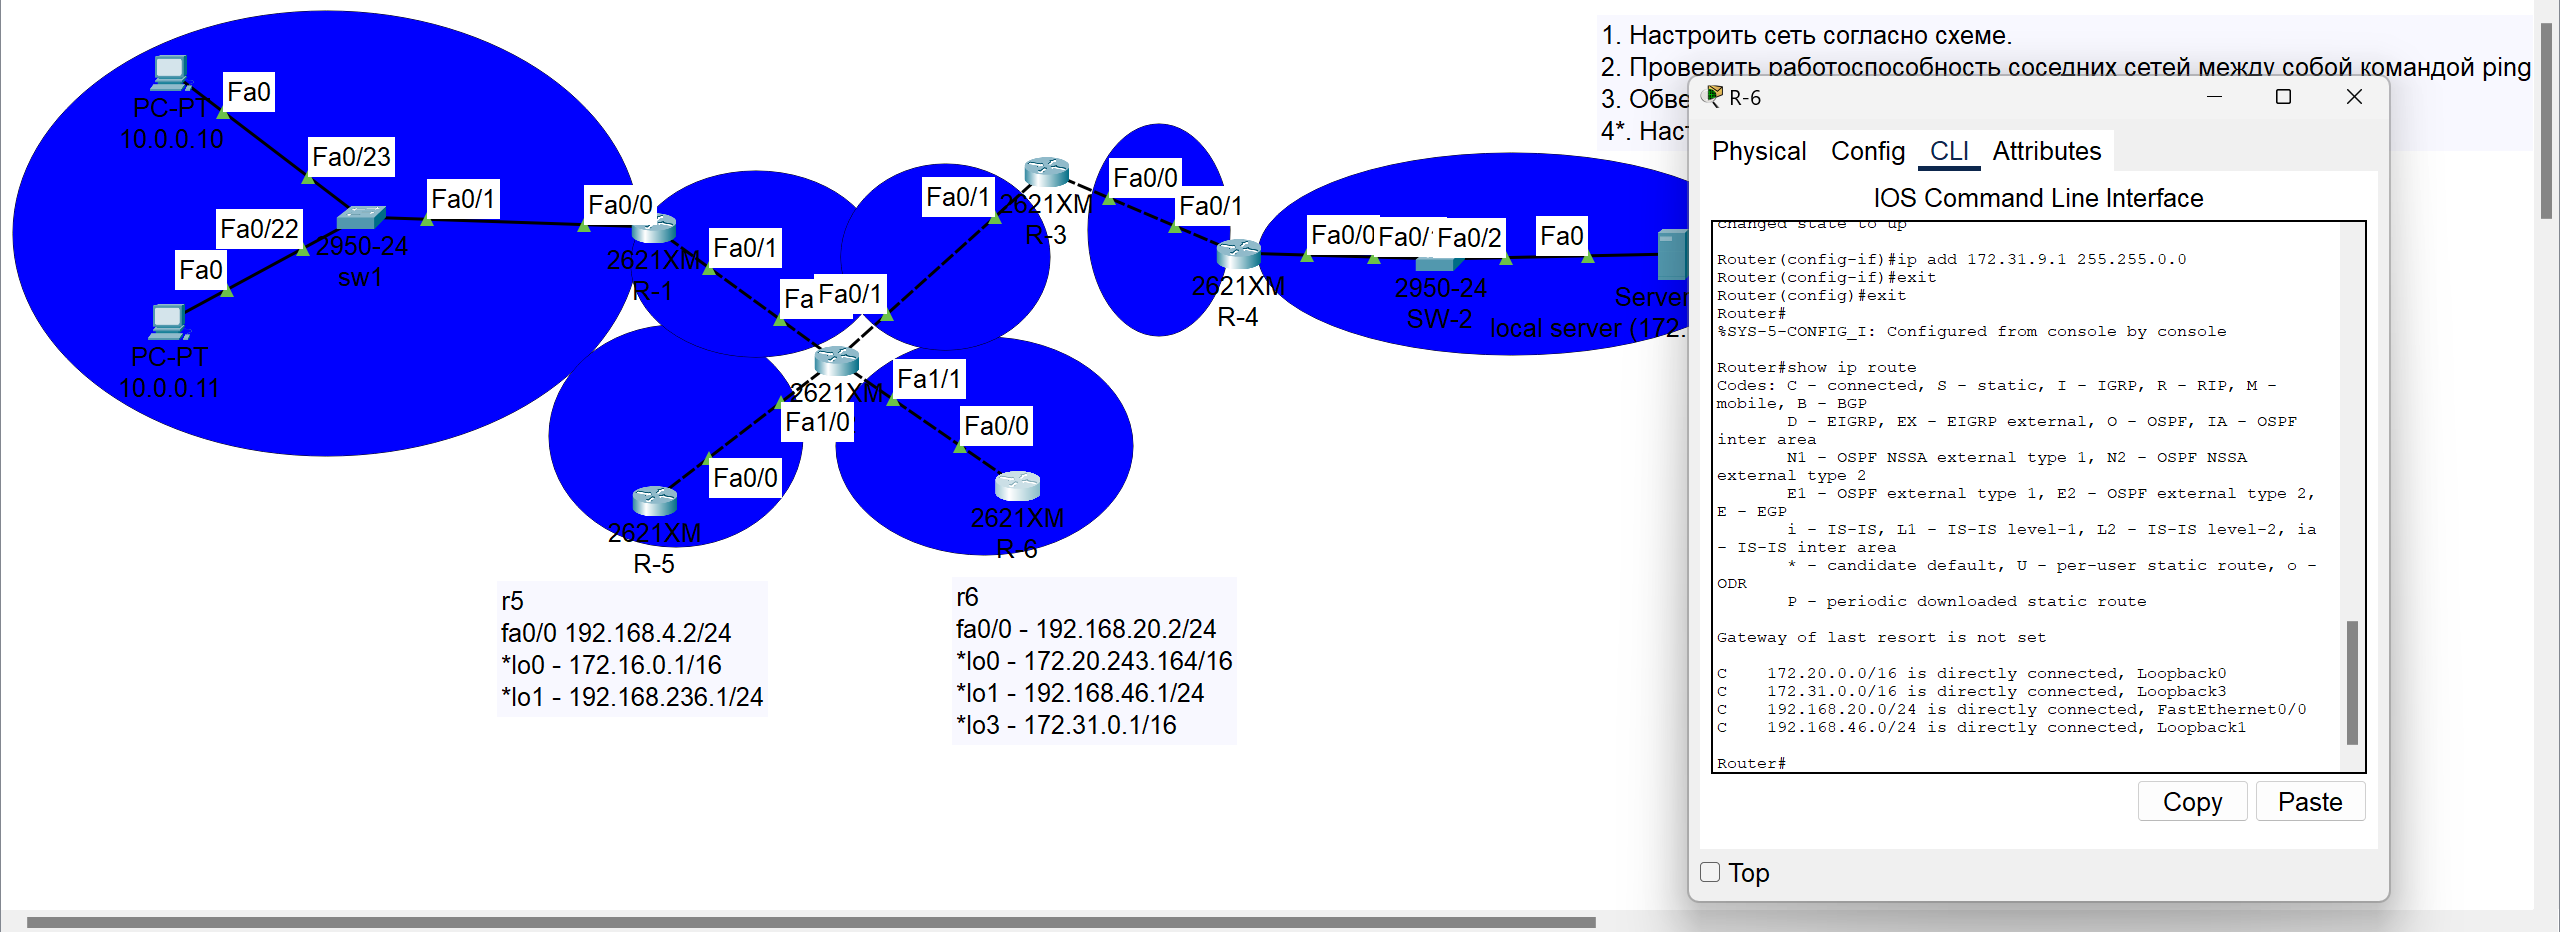 1. Настроить сеть согласно схеме.
2. Проверить работоспособность соседних сетей между собой командой ping
3. Обве
4*. Нас
PC-PT
10.0.0.10
Fa0
Fa0/23
Fa0/1
Fa0/0
Fa0/22
2950-24
sw1
Fa0
PC-PT
10.0.0.11
2621XM
R-1
Fa0/1
Fa
Fa0/1
Fa0/1
2621XM
R-3
Fa0/0
Fa0/1
2621XM
R-4
Fa0/0
Fa0/
Fa0/2
Fa0
2950-24
SW-2
Server
local server (172.
2621XM
Fa1/1
Fa1/0
Fa0/0
Fa0/0
2621XM
R-5
2621XM
R-6
r5
fa0/0 192.168.4.2/24
*lo0 - 172.16.0.1/16
*lo1 - 192.168.236.1/24
r6
fa0/0 - 192.168.20.2/24
*lo0 - 172.20.243.164/16
*lo1 - 192.168.46.1/24
*lo3 - 172.31.0.1/16
R-6
Physical Config CLI Attributes
IOS Command Line Interface
changed state to up
Router(config-if)#ip add 172.31.9.1 255.255.0.0
Router(config-if)#exit
Router(config)#exit
Router#
%SYS-5-CONFIG_I: Configured from console by console
Router#show ip route
Codes: C - connected, S - static, I - IGRP, R - RIP, M -
mobile, B - BGP
D - EIGRP, EX - EIGRP external, O - OSPF, IA - OSPF
inter area
N1 - OSPF NSSA external type 1, N2 - OSPF NSSA
external type 2
E1 - OSPF external type 1, E2 - OSPF external type 2,
E - EGP
i - IS-IS, L1 - IS-IS level-1, L2 - IS-IS level-2, ia
- IS-IS inter area
* - candidate default, U - per-user static route, o -
ODR
P - periodic downloaded static route
Gateway of last resort is not set
C 172.20.0.0/16 is directly connected, Loopback0
C 172.31.0.0/16 is directly connected, Loopback3
C 192.168.20.0/24 is directly connected, FastEthernet0/0
C 192.168.46.0/24 is directly connected, Loopback1
Router#
Copy
Paste
Top